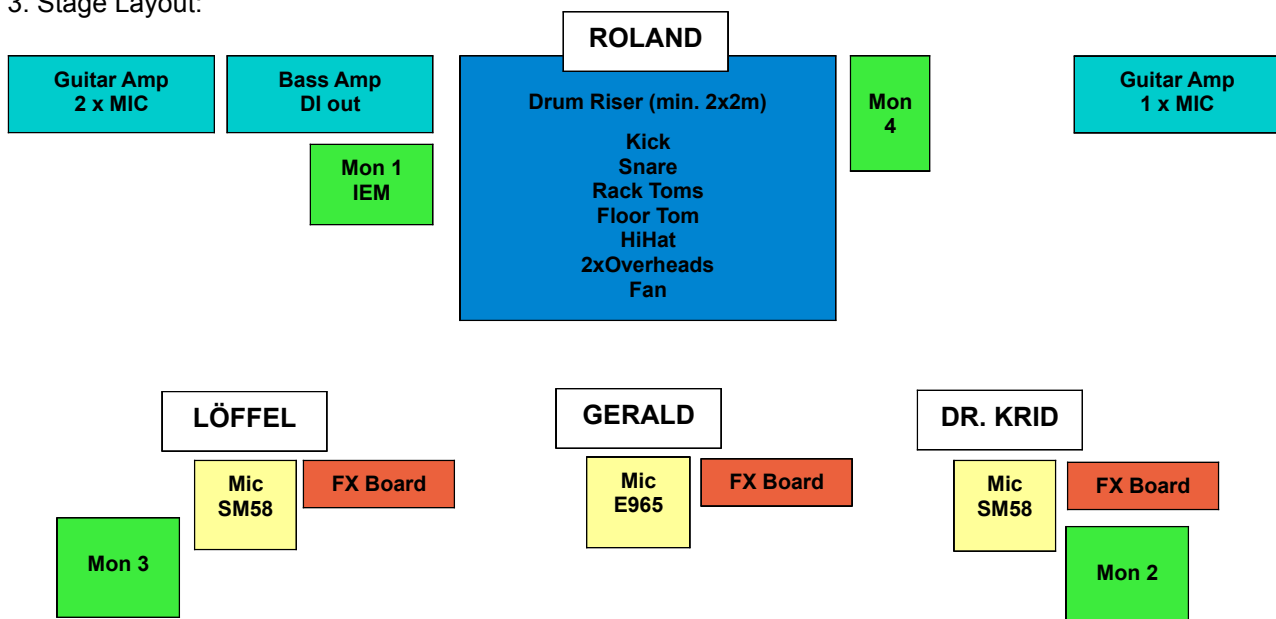 3. Stage Layout:
ROLAND
Guitar Amp
2 x MIC
Bass Amp
DI out
Drum Riser (min. 2x2m)
Kick
Snare
Rack Toms
Floor Tom
HiHat
2xOverheads
Fan
Mon
4
Guitar Amp
1 x MIC
Mon 1
IEM
LÖFFEL
Mic
SM58
FX Board
Mon 3
GERALD
Mic
E965
FX Board
DR. KRID
Mic
SM58
FX Board
Mon 2